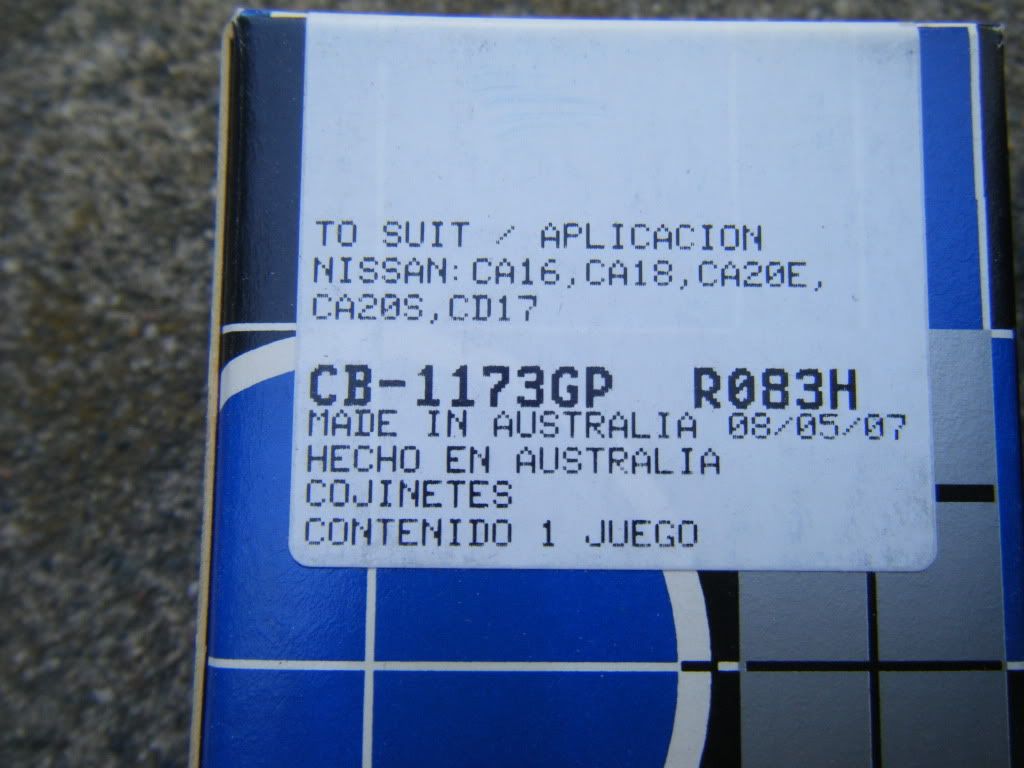 TO SUIT / APLICACION
NISSAN: CA16,CA18,CA20E,
CA20S,CD17
CB-1173GP R083H
MADE IN AUSTRALIA 08/05/07
HECHO EN AUSTRALIA
COJINETES
CONTENIDO 1 JUEGO